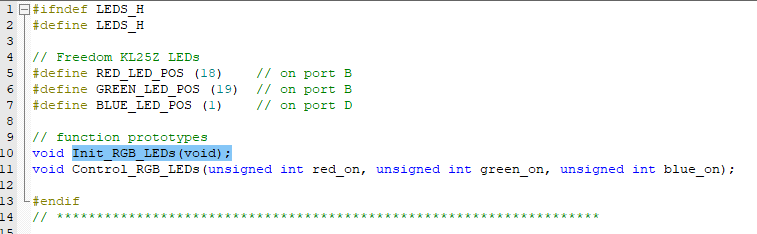 1 #ifndef LEDS_H
2 #define LEDS_H
3
4 // Freedom KL25Z LEDs
5 #define RED_LED_POS (18)    // on port B
6 #define GREEN_LED_POS (19)  // on port B
7 #define BLUE_LED_POS (1)    // on port D
8
9 // function prototypes
10 void Init_RGB_LEDs(void);
11 void Control_RGB_LEDs(unsigned int red_on, unsigned int green_on, unsigned int blue_on);
12
13 #endif
14 // ********************************************************************
15